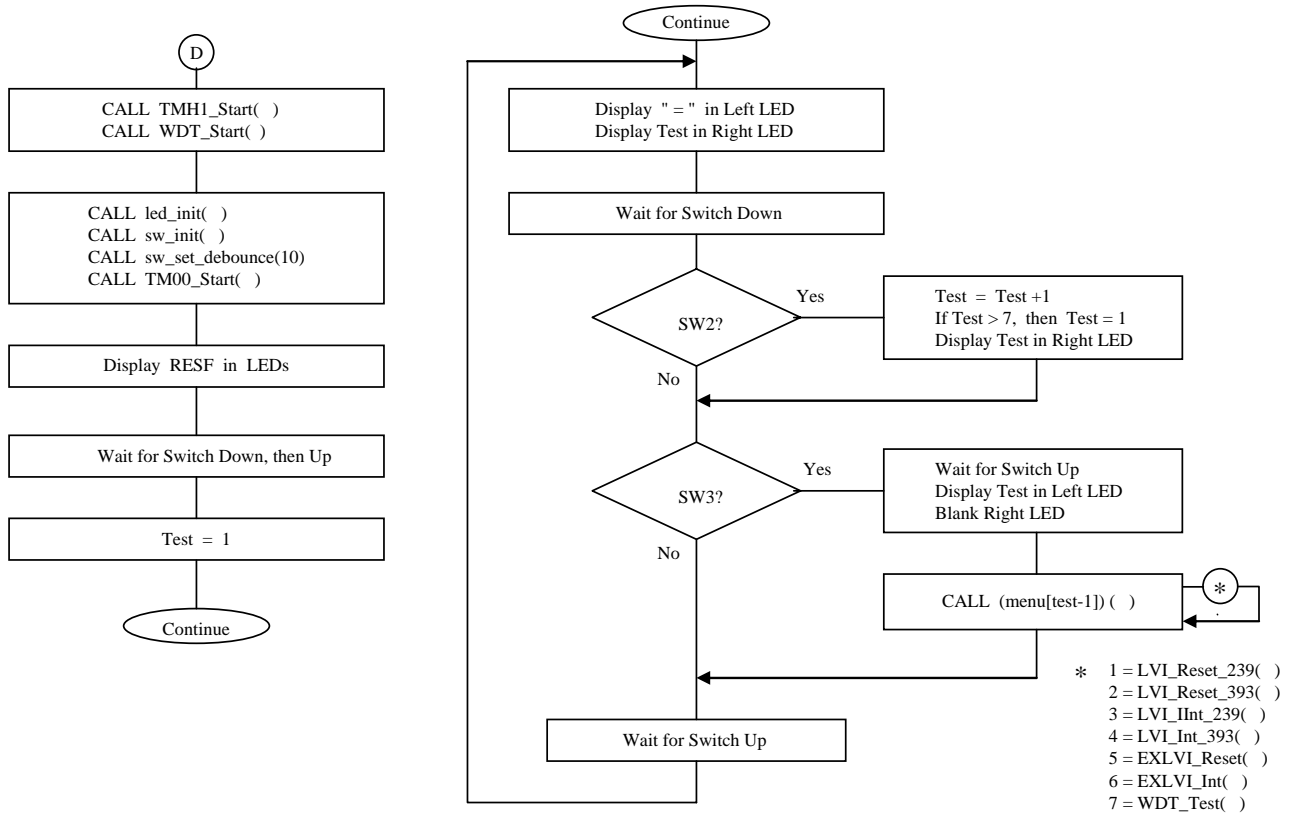 D
CALL TMH1_Start( )
CALL WDT_Start( )
CALL led_init( )
CALL sw_init( )
CALL sw_set_debounce(10)
CALL TM00_Start( )
Display RESF in LEDs
Wait for Switch Down, then Up
Test = 1
Continue
Continue
Display " = " in Left LED
Display Test in Right LED
Wait for Switch Down
SW2?
Yes
No
Test = Test +1
If Test > 7, then Test = 1
Display Test in Right LED
SW3?
Yes
No
Wait for Switch Up
Display Test in Left LED
Blank Right LED
CALL (menu[test-1]) ( )
*
.
Wait for Switch Up
* 1 = LVI_Reset_239( )
2 = LVI_Reset_393( )
3 = LVI_IInt_239( )
4 = LVI_Int_393( )
5 = EXLVI_Reset( )
6 = EXLVI_Int( )
7 = WDT_Test( )